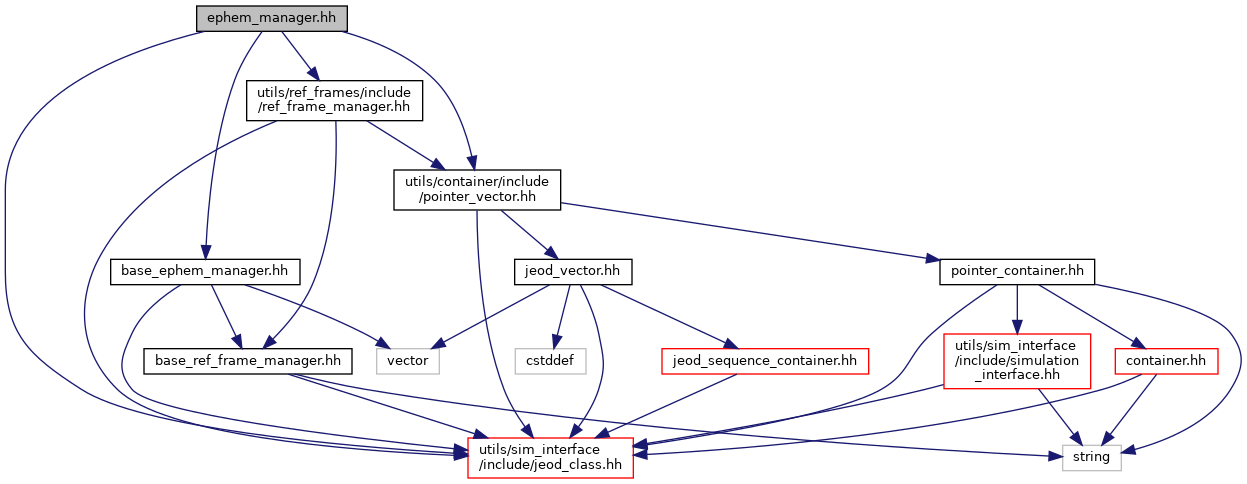 ephem_manager.hh
utils/ref_frames/include
/ref_frame_manager.hh
utils/container/include
/pointer_vector.hh
base_ephem_manager.hh
jeod_vector.hh
pointer_container.hh
base_ref_frame_manager.hh
vector
cstddef
jeod_sequence_container.hh
utils/sim_interface
/include/simulation
_interface.hh
container.hh
utils/sim_interface
/include/jeod_class.hh
string